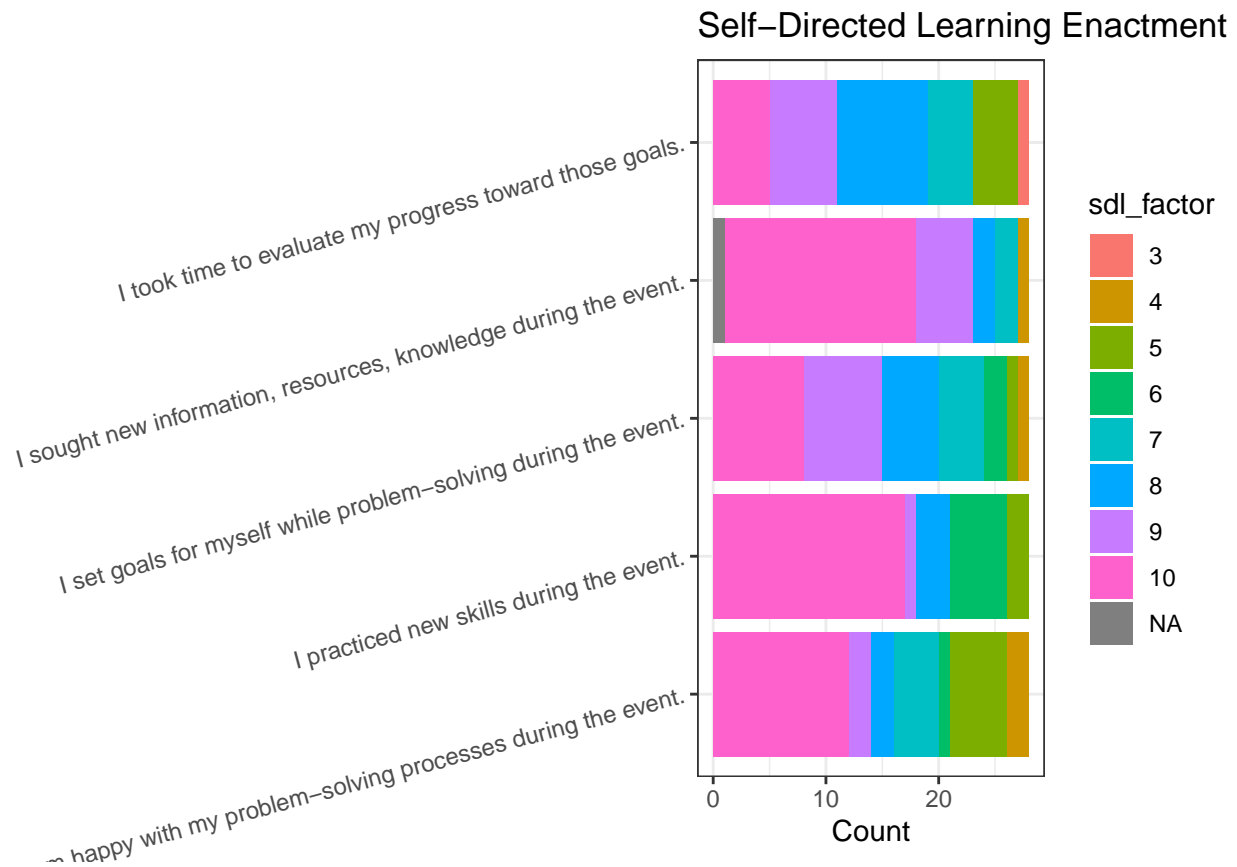 Self–Directed Learning Enactment
I took time to evaluate my progress toward those goals.
I sought new information, resources, knowledge during the event.
I set goals for myself while problem–solving during the event.
I practiced new skills during the event.
happy with my problem–solving processes during the event.
0 10 20
Count
sdl_factor
3
4
5
6
7
8
9
10
NA